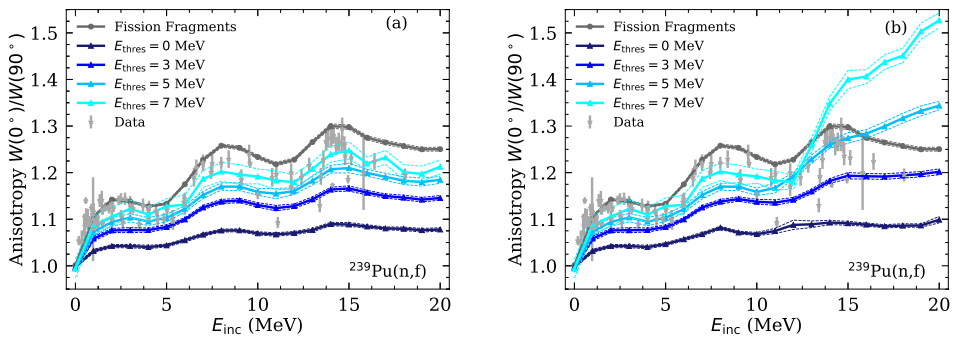 (a)
Fission Fragments
E_thres = 0 MeV
E_thres = 3 MeV
E_thres = 5 MeV
E_thres = 7 MeV
Data
Anisotropy W(0°)/W(90°)
1.5
1.4
1.3
1.2
1.1
1.0
²³⁹Pu(n,f)
0 5 10 15 20
E_inc (MeV)
(b)
Fission Fragments
E_thres = 0 MeV
E_thres = 3 MeV
E_thres = 5 MeV
E_thres = 7 MeV
Data
Anisotropy W(0°)/W(90°)
1.5
1.4
1.3
1.2
1.1
1.0
²³⁹Pu(n,f)
0 5 10 15 20
E_inc (MeV)